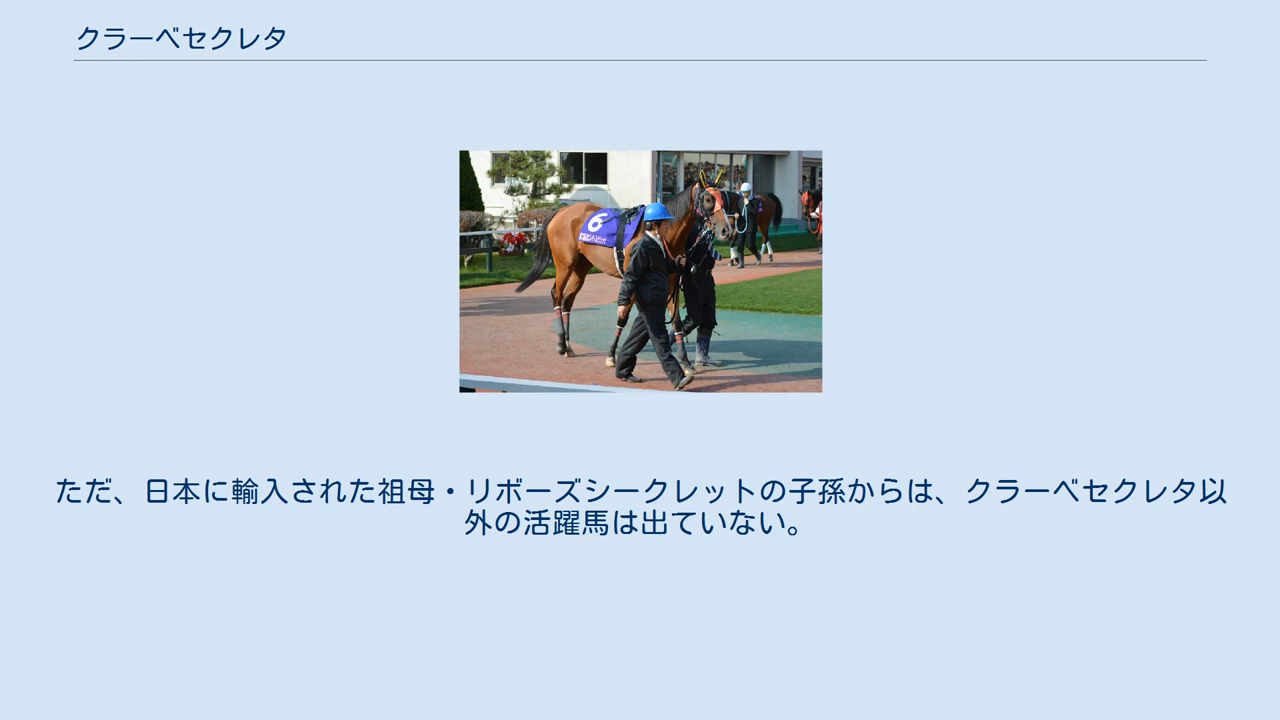 クラーベセクレタ
6
ただ、日本に輸入された祖母・リボーズシークレットの子孫からは、クラーベセクレタ以
外の活躍馬は出ていない。